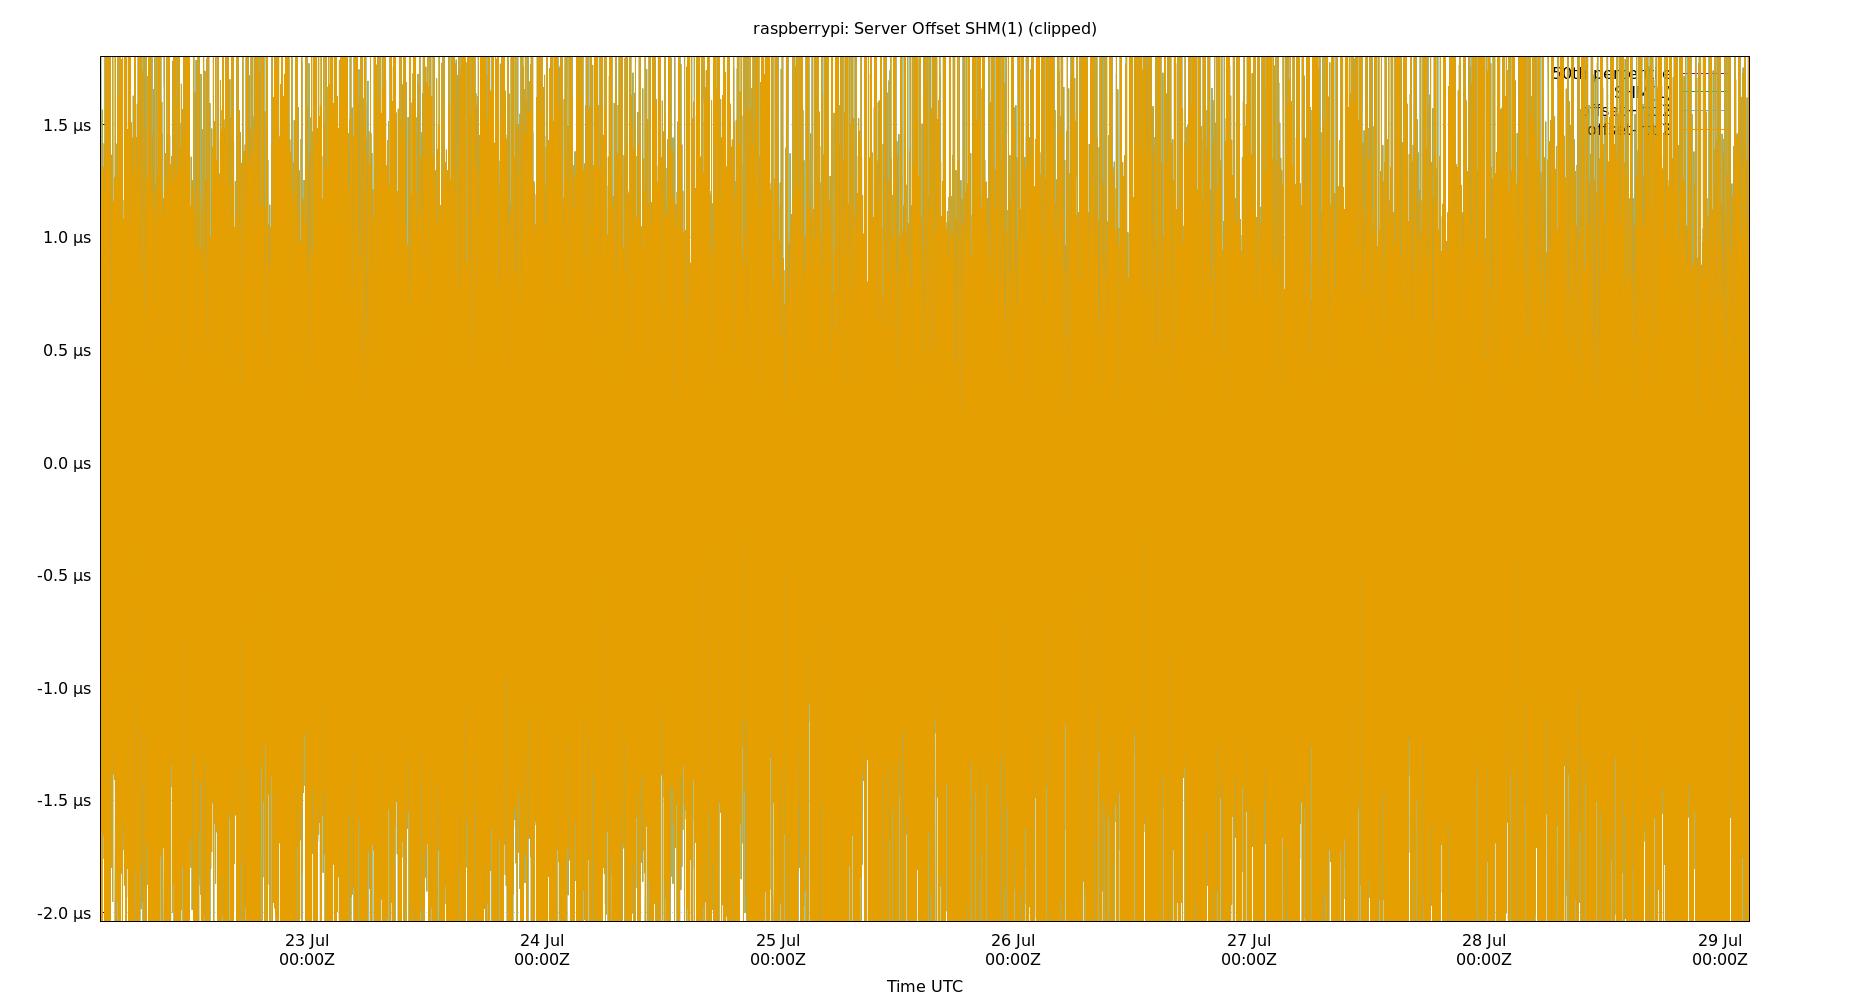 raspberrypi: Server Offset SHM(1) (clipped)
1.5 µs
1.0 µs
0.5 µs
0.0 µs
-0.5 µs
-1.0 µs
-1.5 µs
-2.0 µs
23 Jul 24 Jul 25 Jul 26 Jul 27 Jul 28 Jul 29 Jul
00:00Z 00:00Z 00:00Z 00:00Z 00:00Z 00:00Z 00:00Z
Time UTC